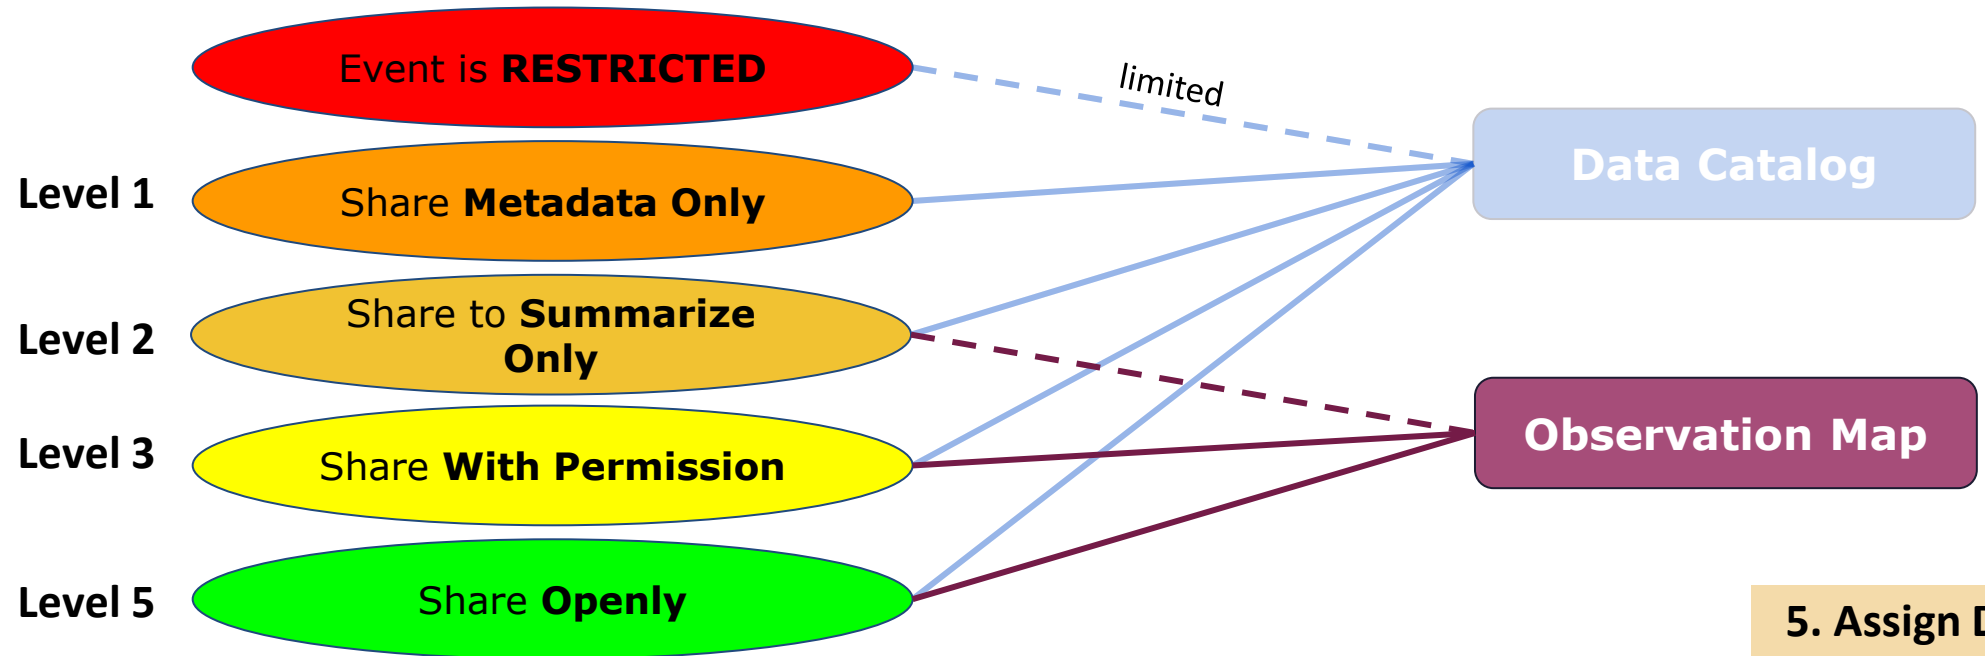 Event is RESTRICTED
limited
Data Catalog
Level 1
Share Metadata Only
Level 2
Share to Summarize
Only
Observation Map
Level 3
Share With Permission
Level 5
Share Openly
5. Assign